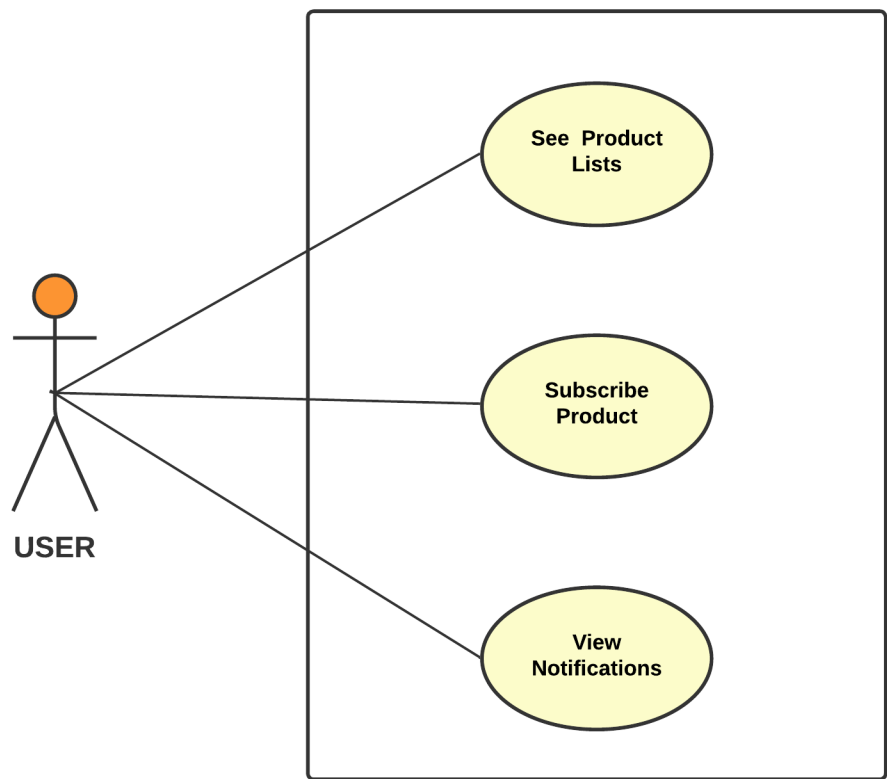 See  Product
Lists
Subscribe
Product
USER
View
Notifications